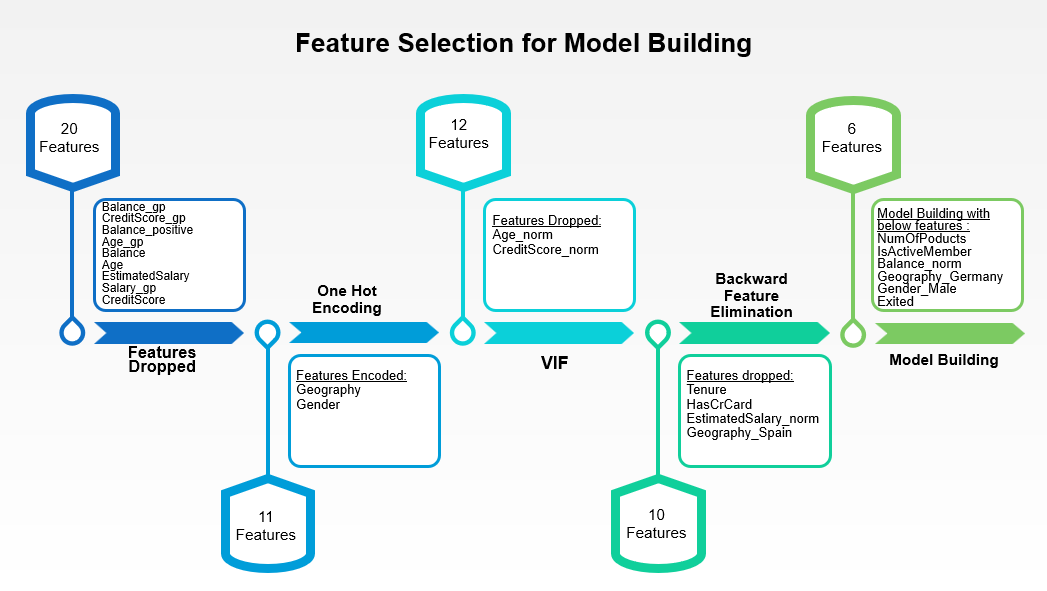 Feature Selection for Model Building
20
Features
Balance_gp
CreditScore_gp
Balance_positive
Age_gp
Balance
Age
EstimatedSalary
Salary_gp
CreditScore
Features
Dropped
11
Features
One Hot
Encoding
Features Encoded:
Geography
Gender
12
Features
Features Dropped:
Age_norm
CreditScore_norm
VIF
10
Features
Backward
Feature
Elimination
Features dropped:
Tenure
HasCrCard
EstimatedSalary_norm
Geography_Spain
6
Features
Model Building with
below features :
NumOfPoducts
IsActiveMember
Balance_norm
Geography_Germany
Gender_Male
Exited
Model Building